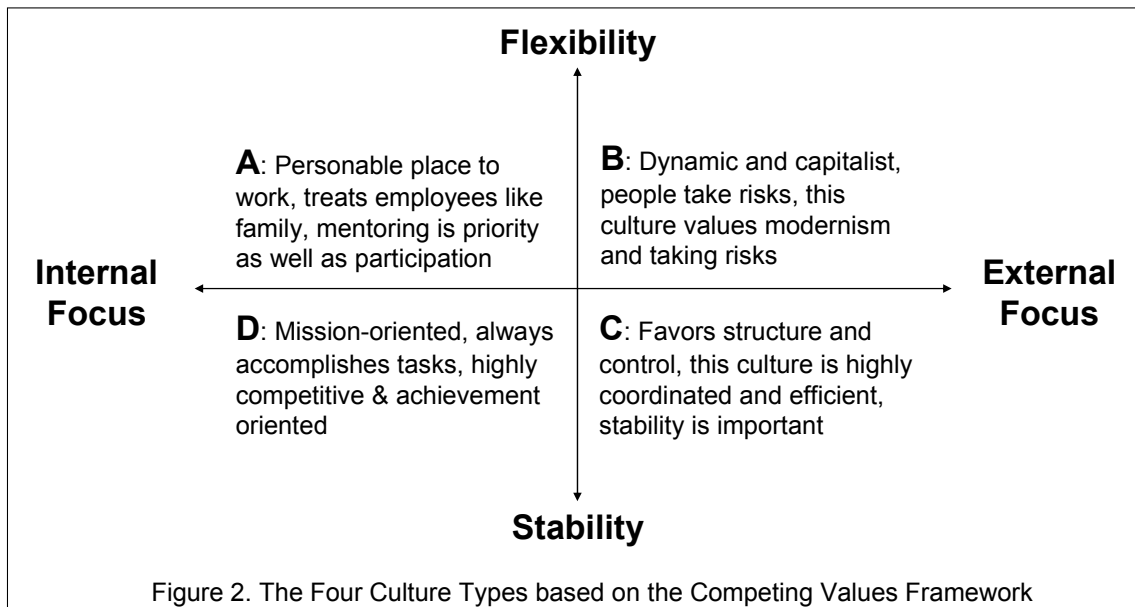 Flexibility
A: Personable place to
work, treats employees like
family, mentoring is priority
as well as participation
B: Dynamic and capitalist,
people take risks, this
culture values modernism
and taking risks
Internal
Focus
External
Focus
D: Mission-oriented, always
accomplishes tasks, highly
competitive & achievement
oriented
C: Favors structure and
control, this culture is highly
coordinated and efficient,
stability is important
Stability
Figure 2. The Four Culture Types based on the Competing Values Framework